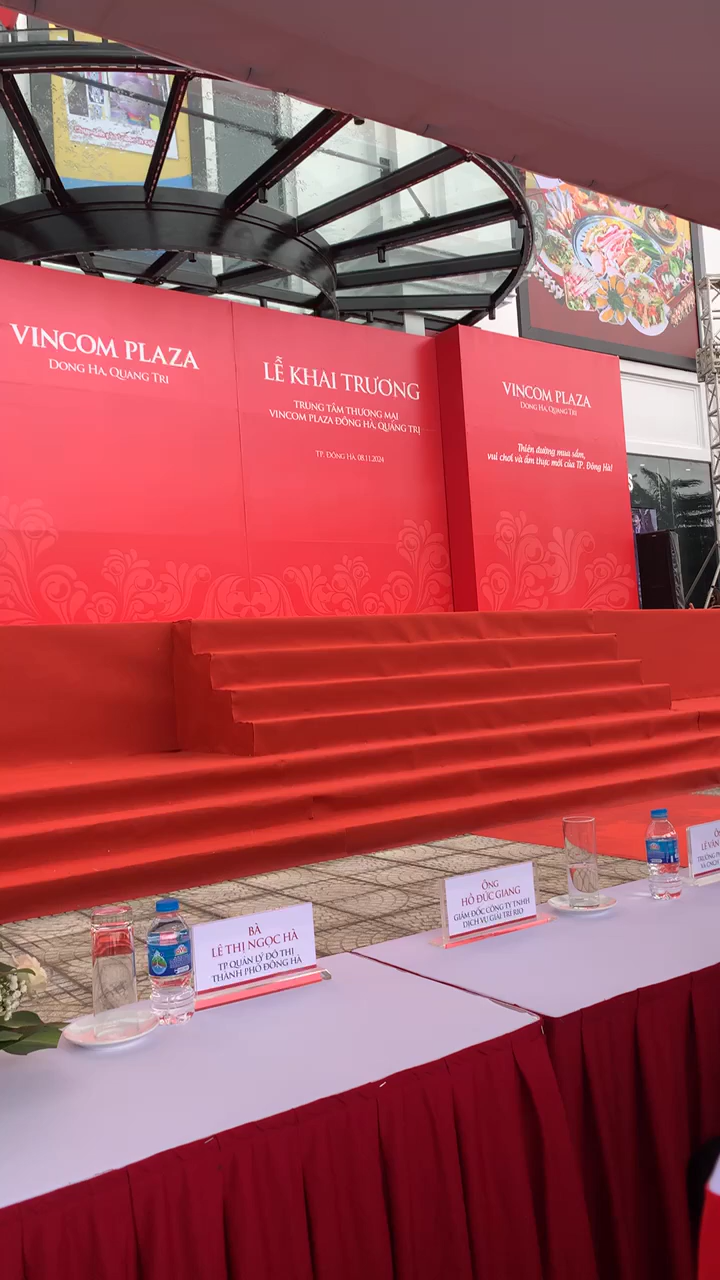 VINCOM PLAZA
DONG HA, QUANG TRI
LỄ KHAI TRƯƠNG
TRUNG TÂM THƯƠNG MẠI
VINCOM PLAZA ĐÔNG HÀ, QUẢNG TRỊ
TP. ĐÔNG HÀ, 08.11.2024
VINCOM PLAZA
DONG HA, QUANG TRI
Thiên đường mua sắm,
vui chơi và ẩm thực mới của TP. Đông Hà!
BÀ
LÊ THỊ NGỌC HÀ
TP QUẢN LÝ ĐÔ THỊ
THÀNH PHỐ ĐÔNG HÀ
ÔNG
HỒ ĐỨC GIANG
GIÁM ĐỐC CÔNG TY TNHH
DỊCH VỤ GIẢI TRÍ RIO
LÊ VĂN